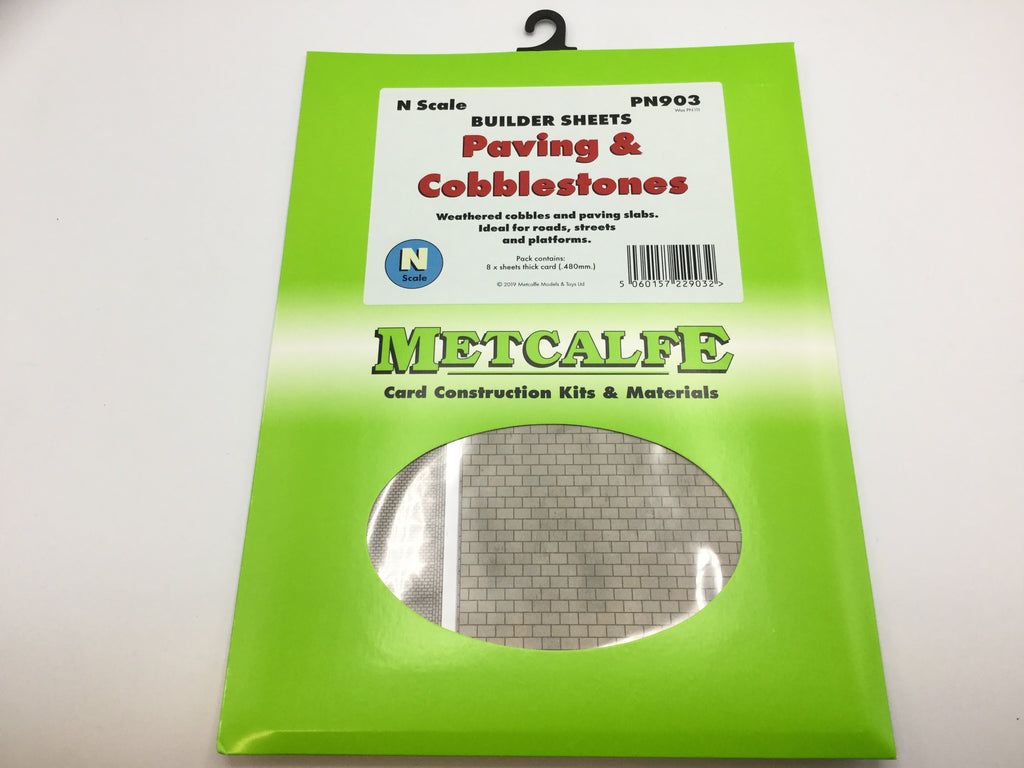 N Scale
PN903
Was PN111
BUILDER SHEETS
Paving &
Cobblestones
Weathered cobbles and paving slabs.
Ideal for roads, streets
and platforms.
N
Scale
Pack contains:
8 x sheets thick card (.480mm.)
© 2019 Metcalfe Models & Toys Ltd
5 060157 229032 >
METCALFE
Card Construction Kits & Materials